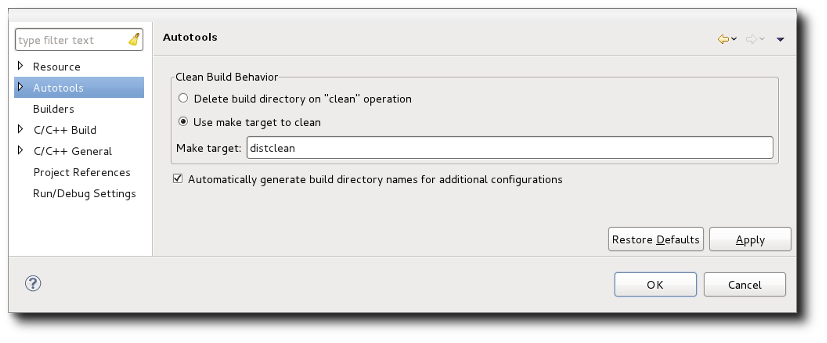 type filter text
Resource
Autotools
Builders
C/C++ Build
C/C++ General
Project References
Run/Debug Settings
Autotools
Clean Build Behavior
Delete build directory on "clean" operation
Use make target to clean
Make target: distclean
Automatically generate build directory names for additional configurations
Restore Defaults Apply
? OK Cancel